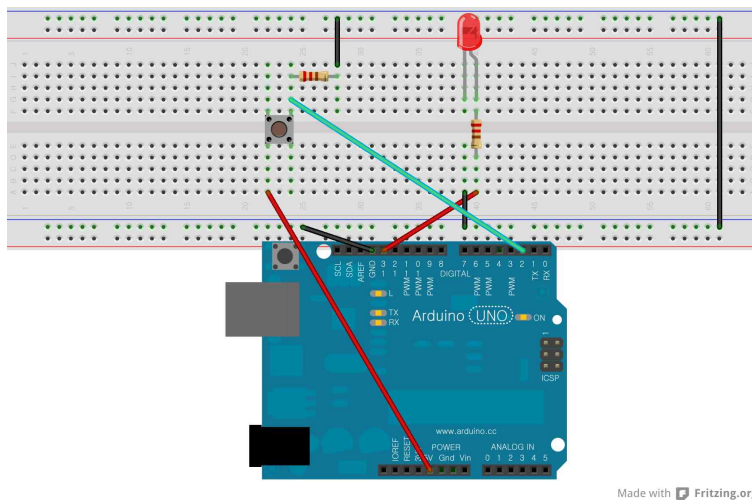 SCL
SDA
AREF
GND
13
12
PWM 11
PWM 10
PWM 9
8
DIGITAL
7
PWM 6
PWM 5
4
PWM 3
2
TX 1
RX 0
L
TX
RX
Arduino UNO
ON
1
ICSP
www.arduino.cc
POWER
ANALOG IN
IOREF
RESET
5V
Gnd
Vin
0 1 2 3 4 5
Made with Fritzing.or